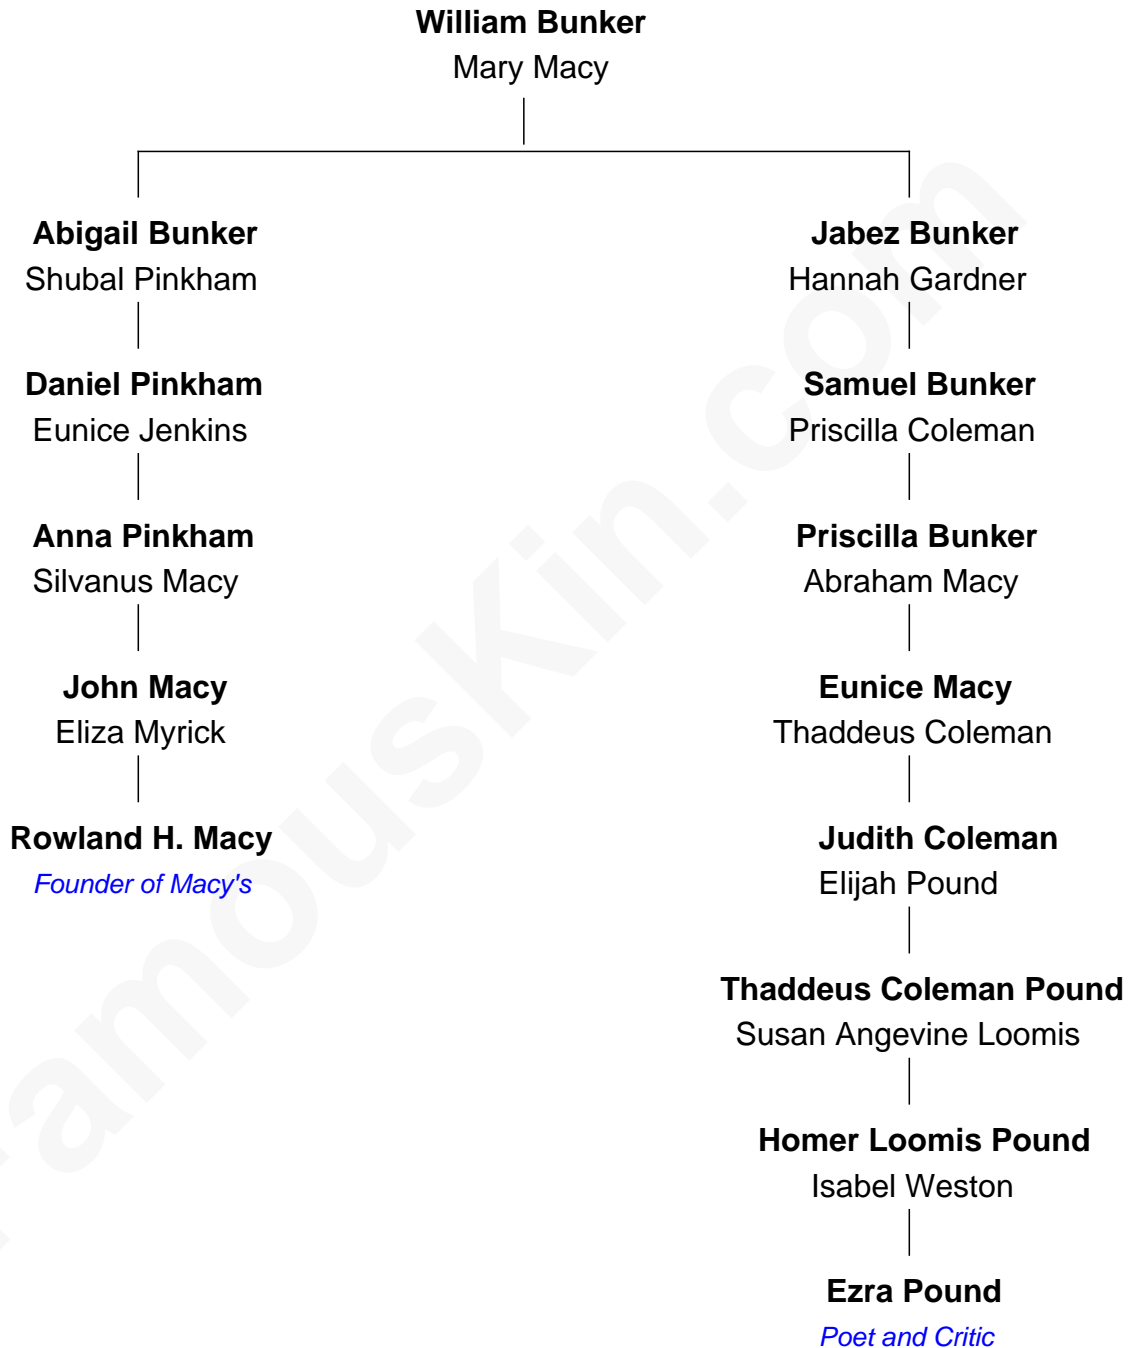 William Bunker
Mary Macy
Abigail Bunker
Shubal Pinkham
Jabez Bunker
Hannah Gardner
Daniel Pinkham
Eunice Jenkins
Samuel Bunker
Priscilla Coleman
Anna Pinkham
Silvanus Macy
Priscilla Bunker
Abraham Macy
John Macy
Eliza Myrick
Eunice Macy
Thaddeus Coleman
Rowland H. Macy
Founder of Macy's
Judith Coleman
Elijah Pound
Thaddeus Coleman Pound
Susan Angevine Loomis
Homer Loomis Pound
Isabel Weston
Ezra Pound
Poet and Critic
FamousKin.com